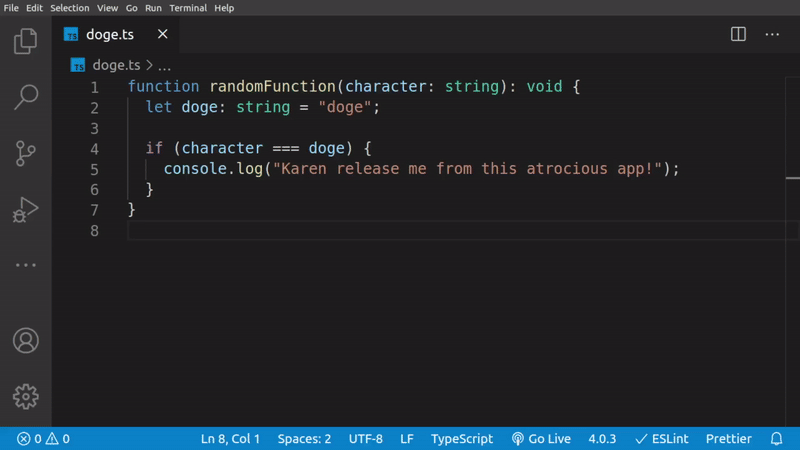 File Edit Selection View Go Run Terminal Help
TS doge.ts
TS doge.ts > ...
1 function randomFunction(character: string): void {
2 let doge: string = "doge";
3
4 if (character === doge) {
5 console.log("Karen release me from this atrocious app!");
6 }
7 }
8
0 0 Ln 8, Col 1 Spaces: 2 UTF-8 LF TypeScript Go Live 4.0.3 ESLint Prettier